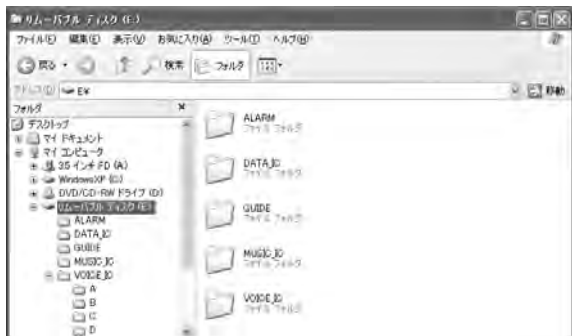 リムーバブル ディスク (E:)
ファイル(F) 編集(E) 表示(V) お気に入り(A) ツール(T) ヘルプ(H)
戻る 検索 フォルダ
アドレス(D) E:¥ 移動
フォルダ ×
デスクトップ
マイ ドキュメント
マイ コンピュータ
3.5 インチ FD (A:)
WindowsXP (C:)
DVD/CD-RW ドライブ (D:)
リムーバブル ディスク (E:)
ALARM
DATA_IC
GUIDE
MUSIC_IC
VOICE_IC
A
B
C
D
ALARM
ファイル フォルダ
DATA_IC
ファイル フォルダ
GUIDE
ファイル フォルダ
MUSIC_IC
ファイル フォルダ
VOICE_IC
ファイル フォルダ